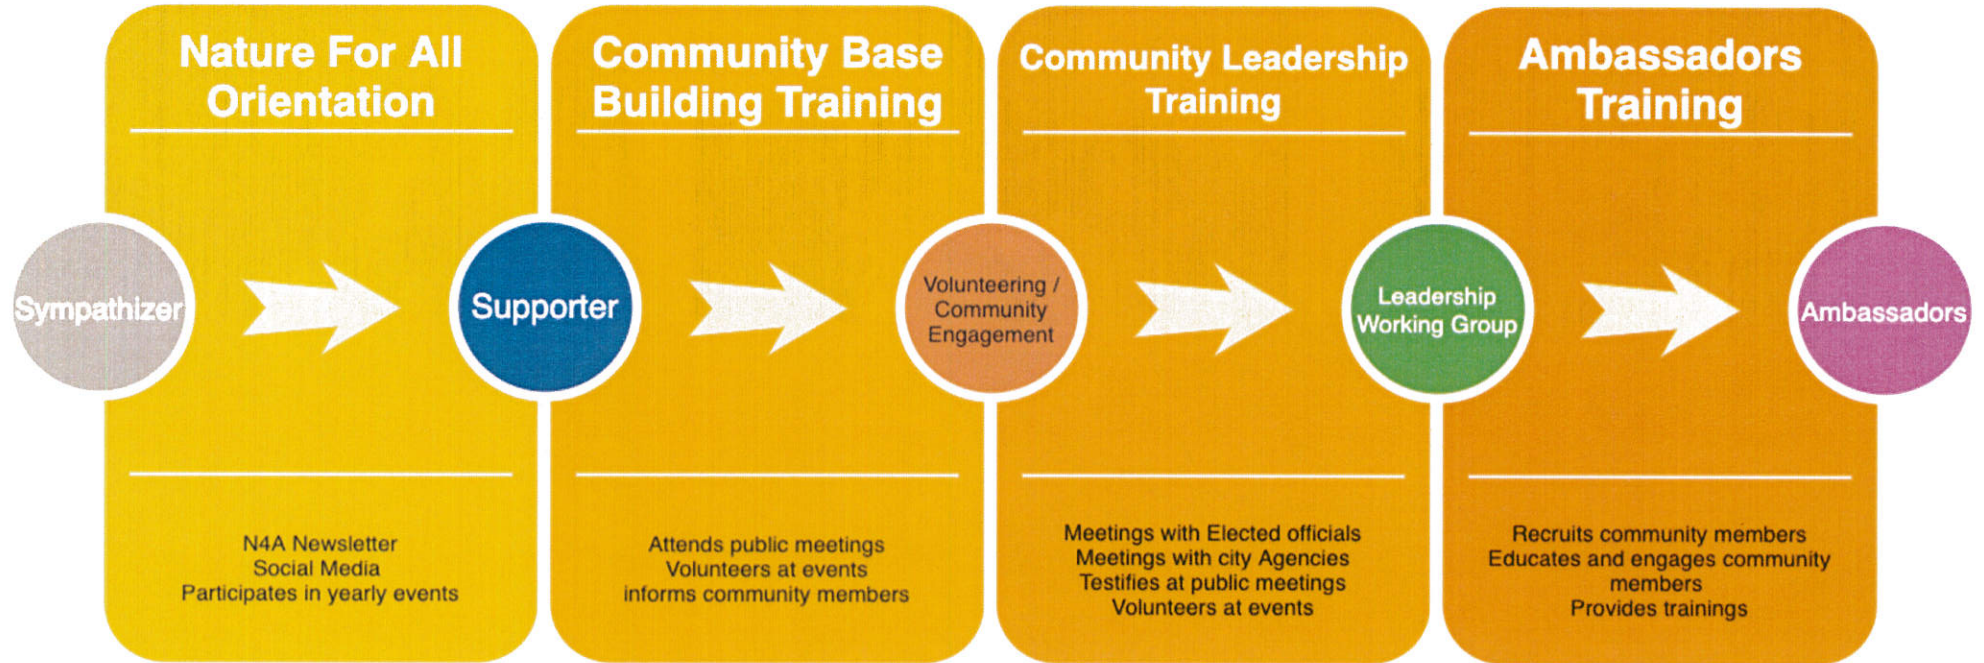 Nature For All
Orientation
Community Base
Building Training
Community Leadership
Training
Ambassadors
Training
Sympathizer
Supporter
Volunteering /
Community
Engagement
Leadership
Working Group
Ambassadors
N4A Newsletter
Social Media
Participates in yearly events
Attends public meetings
Volunteers at events
informs community members
Meetings with Elected officials
Meetings with city Agencies
Testifies at public meetings
Volunteers at events
Recruits community members
Educates and engages community
members
Provides trainings